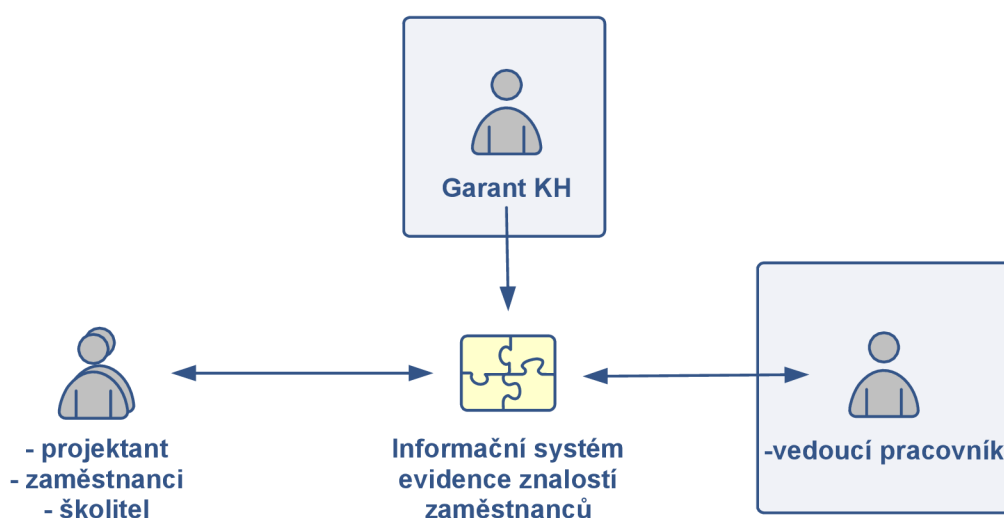 Garant KH
- projektant
- zaměstnanci
- školitel
Informační systém
evidence znalostí
zaměstnanců
-vedoucí pracovník